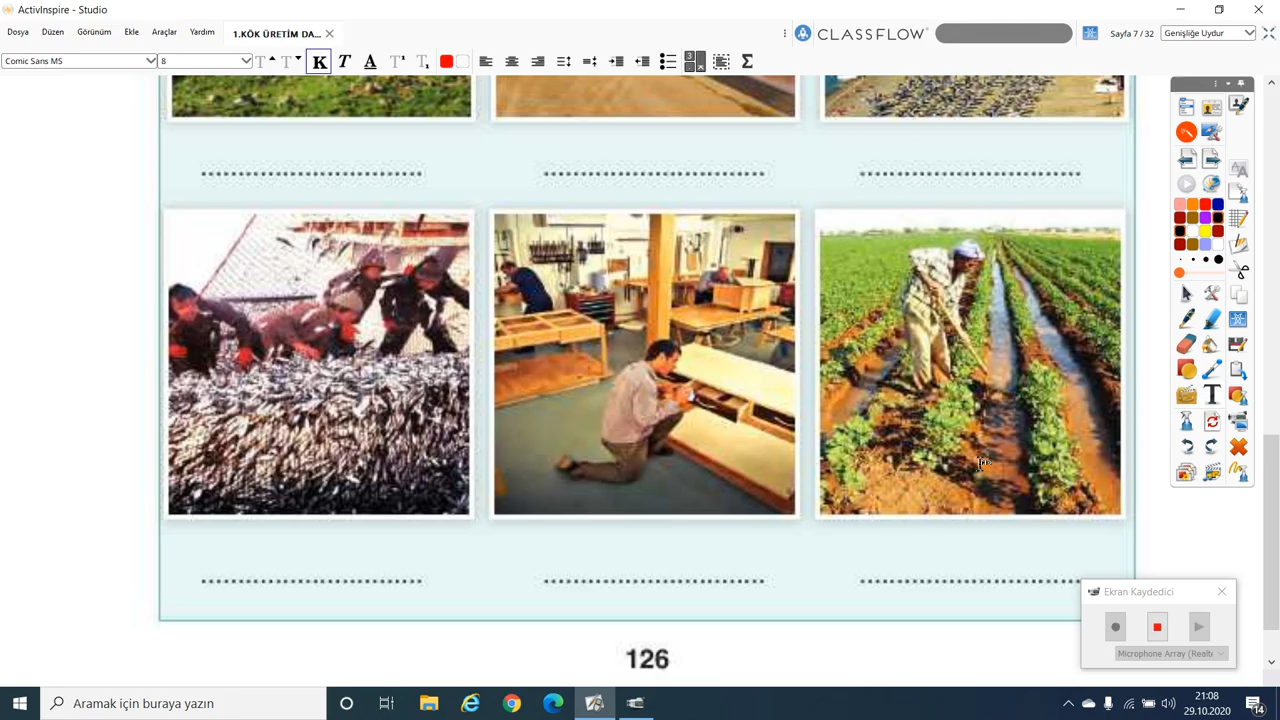 ActivInspire - Studio
Dosya Düzen Görünüm Ekle Araçlar Yardım
1.KÖK ÜRETİM DA...
CLASSFLOW
Sayfa 7 / 32
Genişliğe Uydur
Comic Sans MS 8
126
Ekran Kaydedici
Microphone Array (Realt
Aramak için buraya yazın
21:08
29.10.2020
14